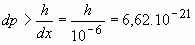 dp > h/dx = h/10⁻⁶ = 6,62.10⁻²¹